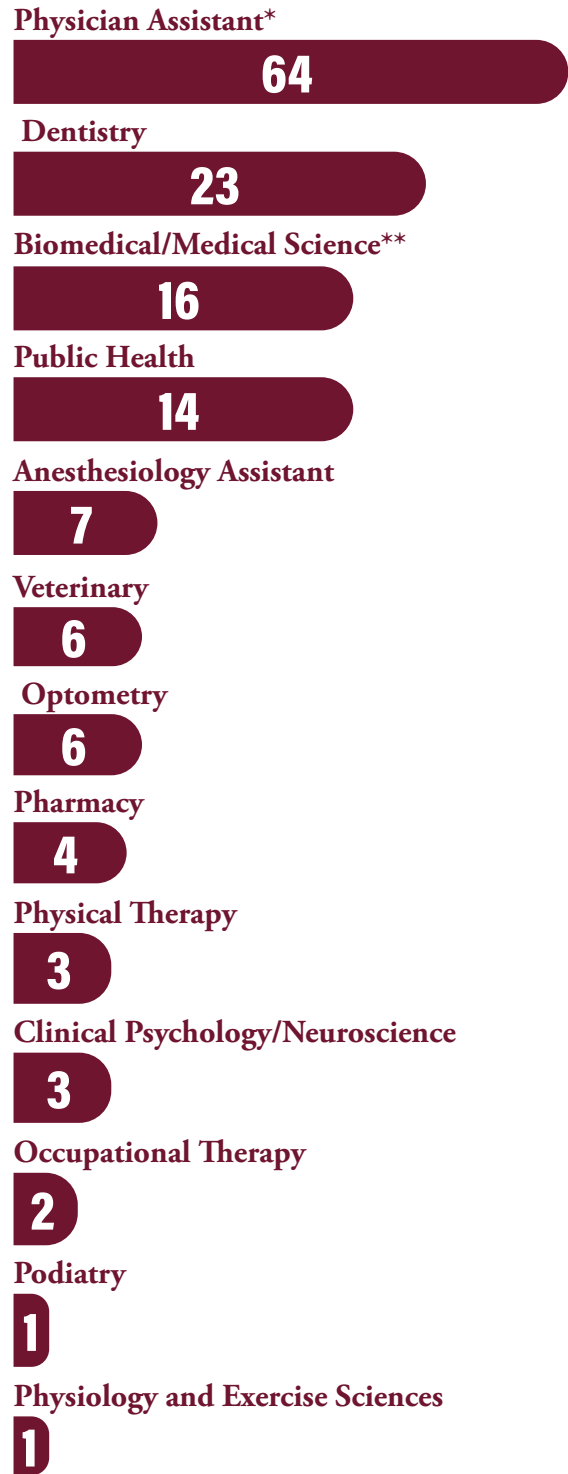 Physician Assistant*
64
Dentistry
23
Biomedical/Medical Science**
16
Public Health
14
Anesthesiology Assistant
7
Veterinary
6
Optometry
6
Pharmacy
4
Physical Therapy
3
Clinical Psychology/Neuroscience
3
Occupational Therapy
2
Podiatry
1
Physiology and Exercise Sciences
1